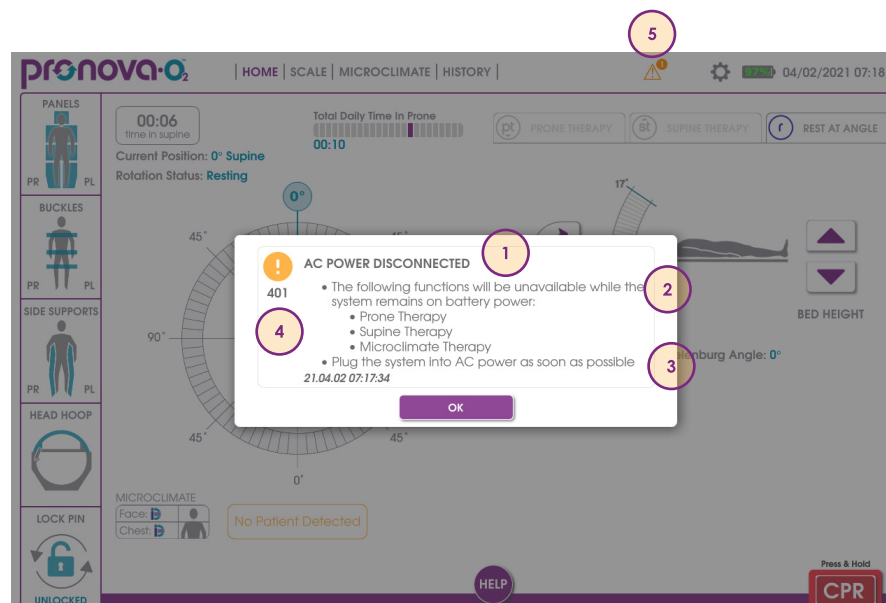 5
pronova·O2
| HOME | SCALE | MICROCLIMATE | HISTORY |
!
97%
04/02/2021 07:18
PANELS
PR PL
00:06
time in supine
Current Position: 0° Supine
Rotation Status: Resting
Total Daily Time In Prone
00:10
pt PRONE THERAPY
st SUPINE THERAPY
r REST AT ANGLE
BUCKLES
PR PL
0°
45°
45°
17°
1
! AC POWER DISCONNECTED
401
• The following functions will be unavailable while the
system remains on battery power:
• Prone Therapy
• Supine Therapy
• Microclimate Therapy
• Plug the system into AC power as soon as possible
21.04.02 07:17:34
OK
2
3
4
BED HEIGHT
SIDE SUPPORTS
PR PL
90°
elenburg Angle: 0°
HEAD HOOP
45°
45°
0°
MICROCLIMATE
Face:
Chest:
No Patient Detected
LOCK PIN
UNLOCKED
HELP
Press & Hold
CPR